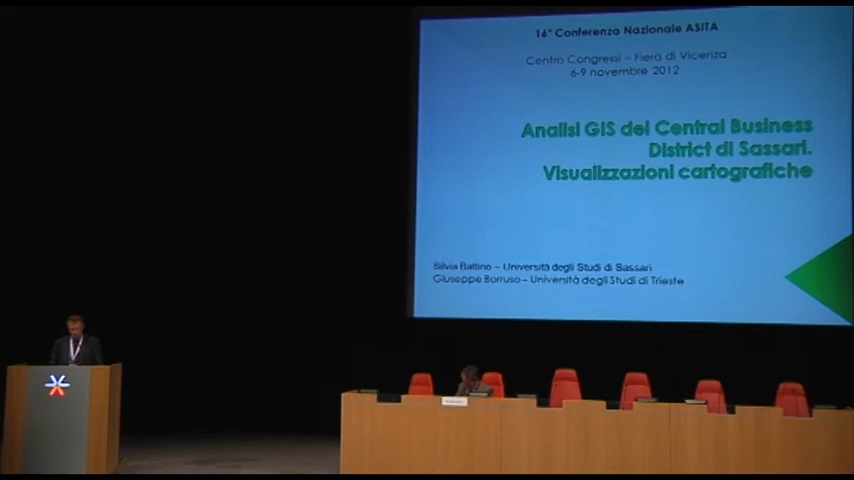 16° Conferenza Nazionale ASITA
Centro Congressi – Fiera di Vicenza
6-9 novembre 2012
Analisi GIS del Central Business
District di Sassari.
Visualizzazioni cartografiche
Silvia Battino – Università degli Studi di Sassari
Giuseppe Borruso – Università degli Studi di Trieste